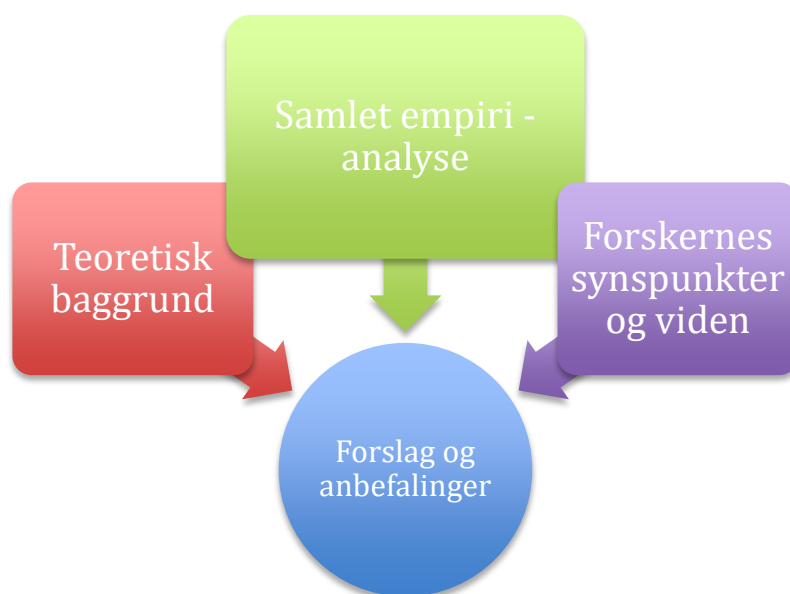 Samlet empiri -
analyse
Teoretisk
baggrund
Forskernes
synspunkter
og viden
Forslag og
anbefalinger